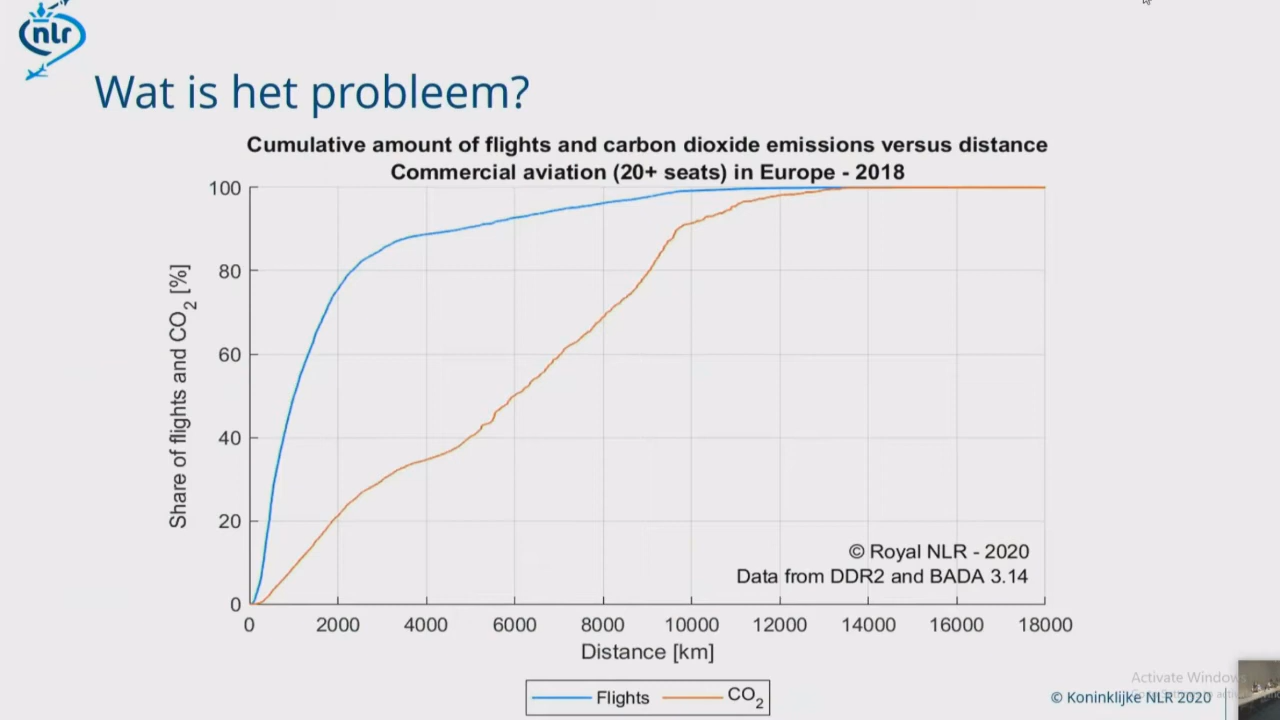 nlr
Wat is het probleem?
Cumulative amount of flights and carbon dioxide emissions versus distance
Commercial aviation (20+ seats) in Europe - 2018
Share of flights and CO2 [%]
100
80
60
40
20
0
© Royal NLR - 2020
Data from DDR2 and BADA 3.14
0 2000 4000 6000 8000 10000 12000 14000 16000 18000
Distance [km]
Flights CO2
Activate Windows
© Koninklijke NLR 2020